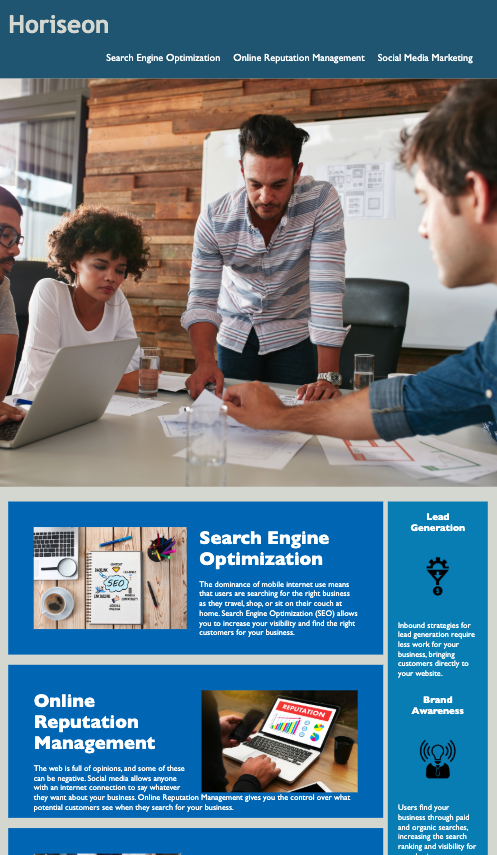 Horiseon
Search Engine Optimization Online Reputation Management Social Media Marketing
Search Engine
Optimization
The dominance of mobile internet use means
that users are searching for the right business
as they travel, shop, or sit on their couch at
home. Search Engine Optimization (SEO) allows
you to increase your visibility and find the right
customers for your business.
SEO
Online
Reputation
Management
The web is full of opinions, and some of these
can be negative. Social media allows anyone
with an internet connection to say whatever
they want about your business. Online Reputation Management gives you the control over what
potential customers see when they search for your business.
REPUTATION
Lead
Generation
Inbound strategies for
lead generation require
less work for your
business, bringing
customers directly to
your website.
Brand
Awareness
Users find your
business through paid
and organic searches,
increasing the search
ranking and visibility for